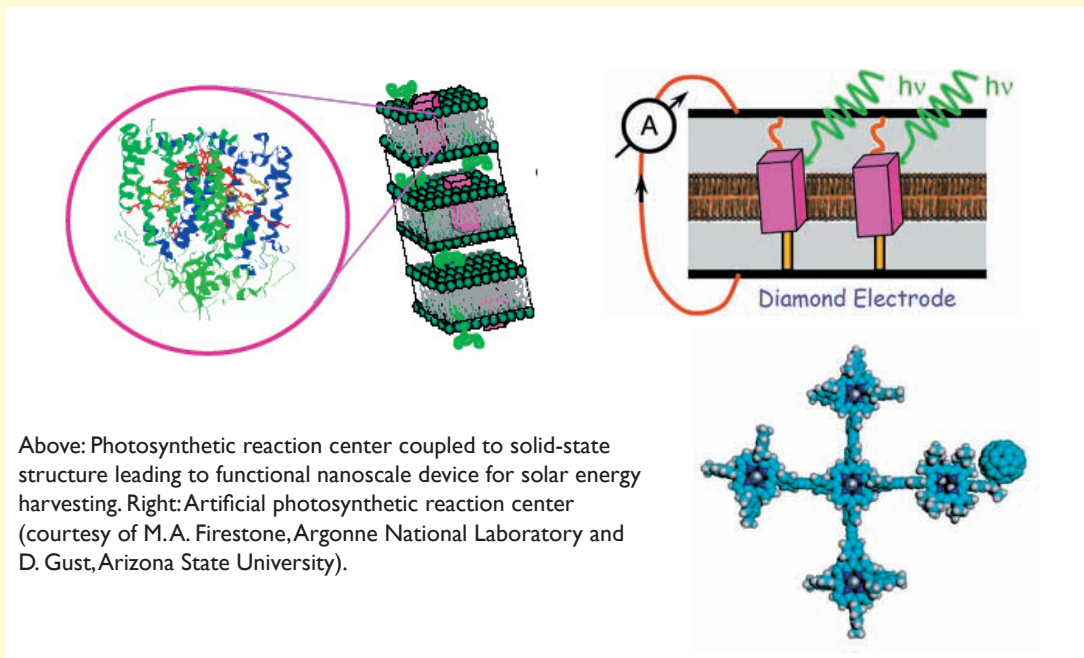 hν
hν
A
Diamond Electrode
Above: Photosynthetic reaction center coupled to solid-state
structure leading to functional nanoscale device for solar energy
harvesting. Right: Artificial photosynthetic reaction center
(courtesy of M.A. Firestone, Argonne National Laboratory and
D. Gust, Arizona State University).